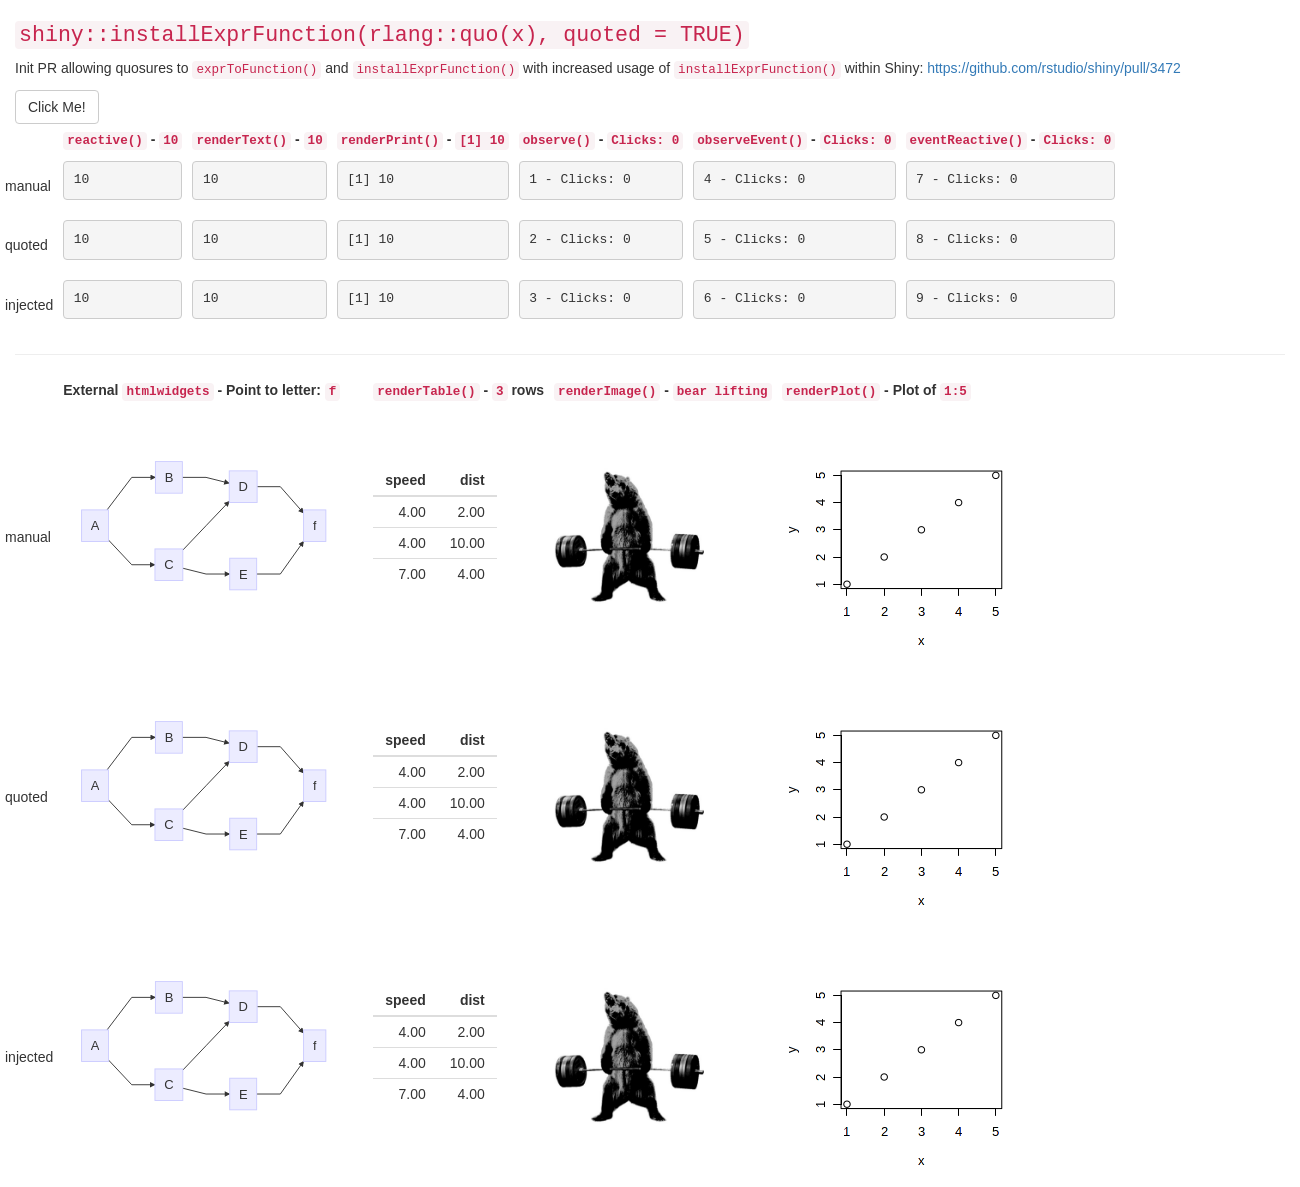 shiny::installExprFunction(rlang::quo(x), quoted = TRUE)
Init PR allowing quosures to exprToFunction() and installExprFunction() with increased usage of installExprFunction() within Shiny: https://github.com/rstudio/shiny/pull/3472
Click Me!
reactive() - 10 renderText() - 10 renderPrint() - [1] 10 observe() - Clicks: 0 observeEvent() - Clicks: 0 eventReactive() - Clicks: 0
manual 10 10 [1] 10 1 - Clicks: 0 4 - Clicks: 0 7 - Clicks: 0
quoted 10 10 [1] 10 2 - Clicks: 0 5 - Clicks: 0 8 - Clicks: 0
injected 10 10 [1] 10 3 - Clicks: 0 6 - Clicks: 0 9 - Clicks: 0
External htmlwidgets - Point to letter: f renderTable() - 3 rows renderImage() - bear lifting renderPlot() - Plot of 1:5
manual
A
B
C
D
E
f
speed dist
4.00 2.00
4.00 10.00
7.00 4.00
y
5
4
3
2
1
1 2 3 4 5
x
quoted
A
B
C
D
E
f
speed dist
4.00 2.00
4.00 10.00
7.00 4.00
y
5
4
3
2
1
1 2 3 4 5
x
injected
A
B
C
D
E
f
speed dist
4.00 2.00
4.00 10.00
7.00 4.00
y
5
4
3
2
1
1 2 3 4 5
x